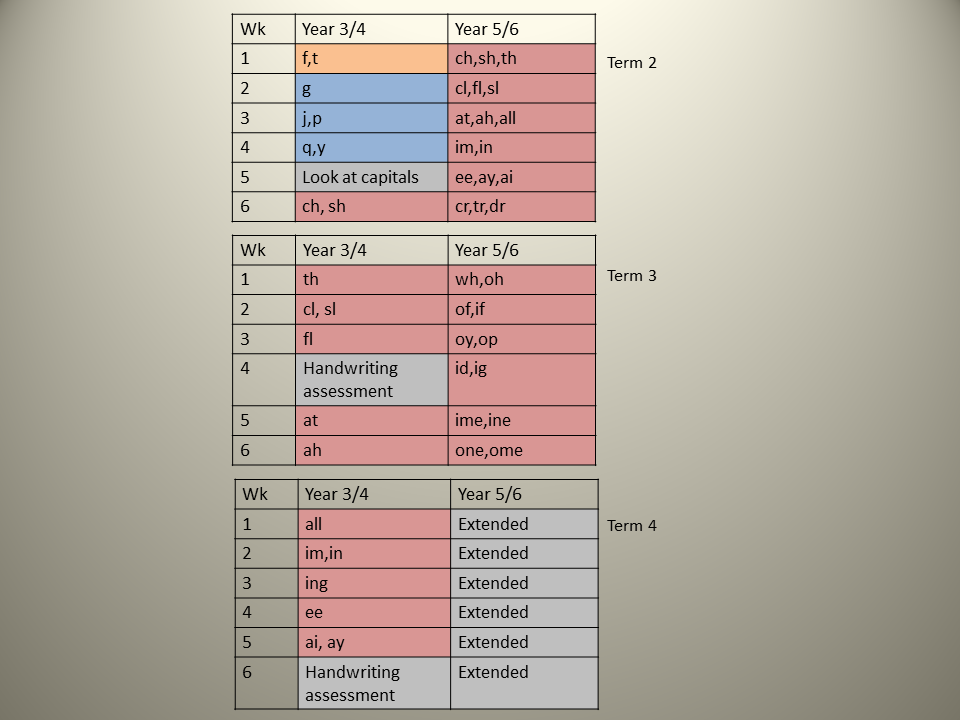 Wk Year 3/4 Year 5/6
1 f,t ch,sh,th
Term 2
2 g cl,fl,sl
3 j,p at,ah,all
4 q,y im,in
5 Look at capitals ee,ay,ai
6 ch, sh cr,tr,dr
Wk Year 3/4 Year 5/6
1 th wh,oh
Term 3
2 cl, sl of,if
3 fl oy,op
4 Handwriting id,ig
assessment
5 at ime,ine
6 ah one,ome
Wk Year 3/4 Year 5/6
1 all Extended
Term 4
2 im,in Extended
3 ing Extended
4 ee Extended
5 ai, ay Extended
6 Handwriting Extended
assessment